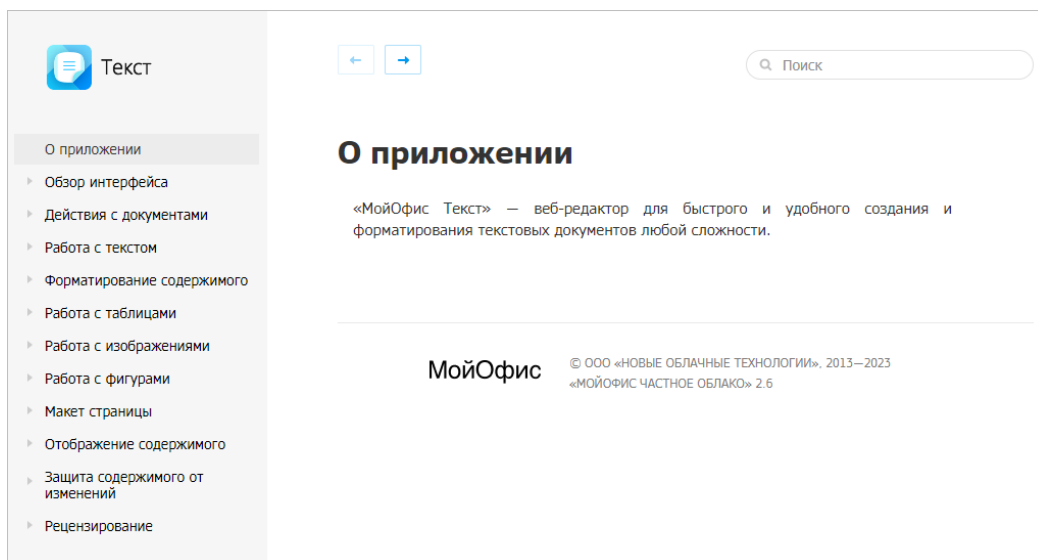 Текст
О приложении
Обзор интерфейса
Действия с документами
Работа с текстом
Форматирование содержимого
Работа с таблицами
Работа с изображениями
Работа с фигурами
Макет страницы
Отображение содержимого
Защита содержимого от
изменений
Рецензирование
Поиск
О приложении
«МойОфис Текст» — веб-редактор для быстрого и удобного создания и
форматирования текстовых документов любой сложности.
МойОфис
© ООО «НОВЫЕ ОБЛАЧНЫЕ ТЕХНОЛОГИИ», 2013—2023
«МОЙОФИС ЧАСТНОЕ ОБЛАКО» 2.6